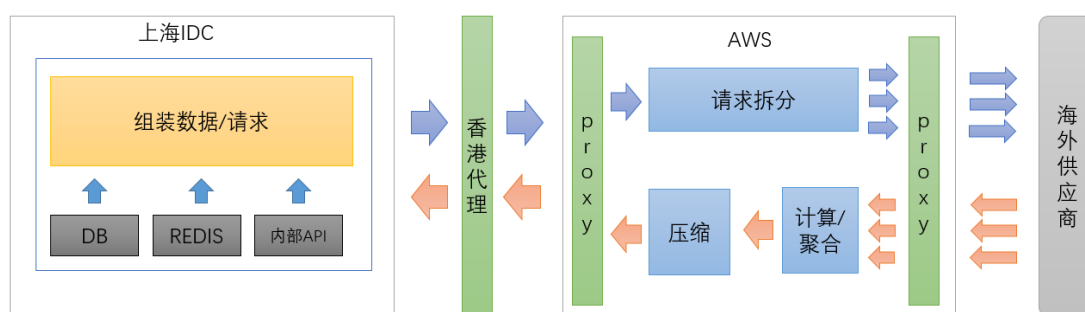 上海IDC
组装数据/请求
DB
REDIS
内部API
香港代理
AWS
proxy
请求拆分
压缩
计算/
聚合
proxy
海外供应商